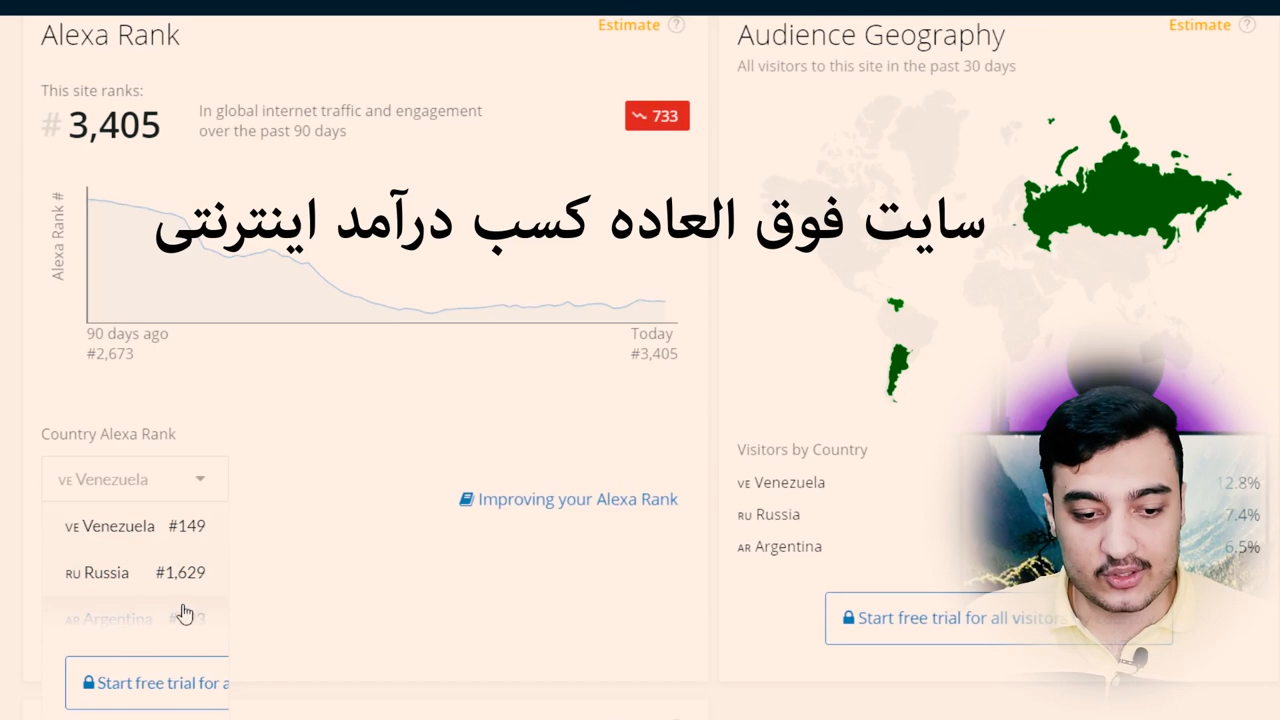 Alexa Rank
Estimate
This site ranks:
# 3,405
In global internet traffic and engagement
over the past 90 days
733
Alexa Rank #
90 days ago
#2,673
Today
#3,405
Country Alexa Rank
VE Venezuela
VE Venezuela #149
RU Russia #1,629
AR Argentina
Start free trial for a
Improving your Alexa Rank
Audience Geography
Estimate
All visitors to this site in the past 30 days
سایت فوق العاده کسب درآمد اینترنتی
Visitors by Country
VE Venezuela 12.8%
RU Russia 7.4%
AR Argentina 6.5%
Start free trial for all visitors